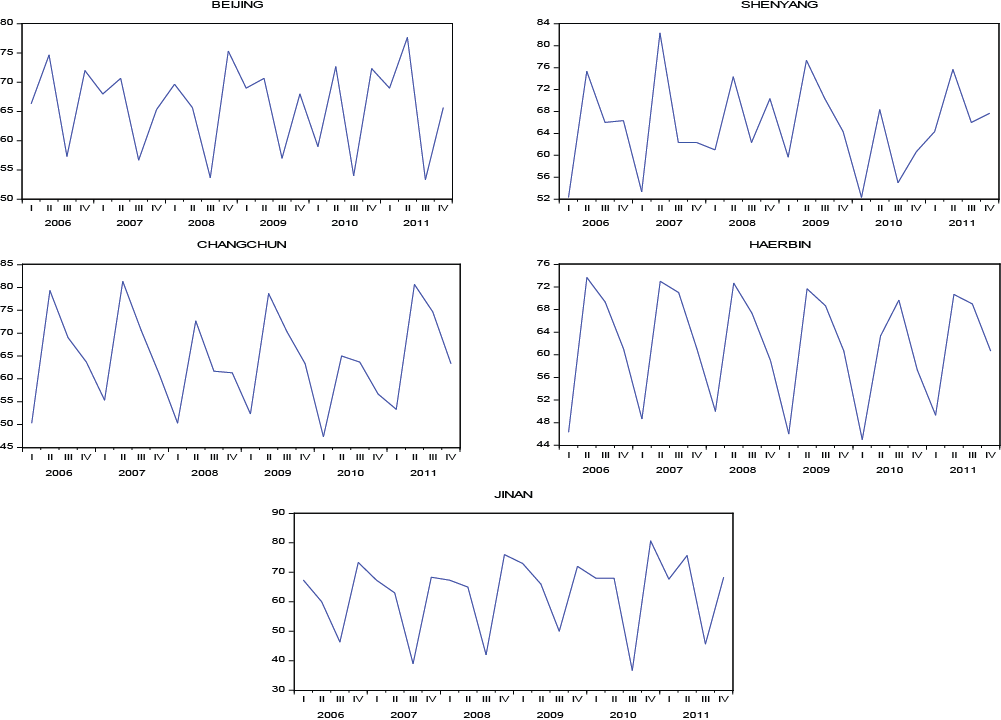 BEIJING
80
75
70
65
60
55
50
I II III IV I II III IV I II III IV I II III IV I II III IV I II III IV
2006 2007 2008 2009 2010 2011
SHENYANG
84
80
76
72
68
64
60
56
52
I II III IV I II III IV I II III IV I II III IV I II III IV I II III IV
2006 2007 2008 2009 2010 2011
CHANGCHUN
85
80
75
70
65
60
55
50
45
I II III IV I II III IV I II III IV I II III IV I II III IV I II III IV
2006 2007 2008 2009 2010 2011
HAERBIN
76
72
68
64
60
56
52
48
44
I II III IV I II III IV I II III IV I II III IV I II III IV I II III IV
2006 2007 2008 2009 2010 2011
JINAN
90
80
70
60
50
40
30
I II III IV I II III IV I II III IV I II III IV I II III IV I II III IV
2006 2007 2008 2009 2010 2011